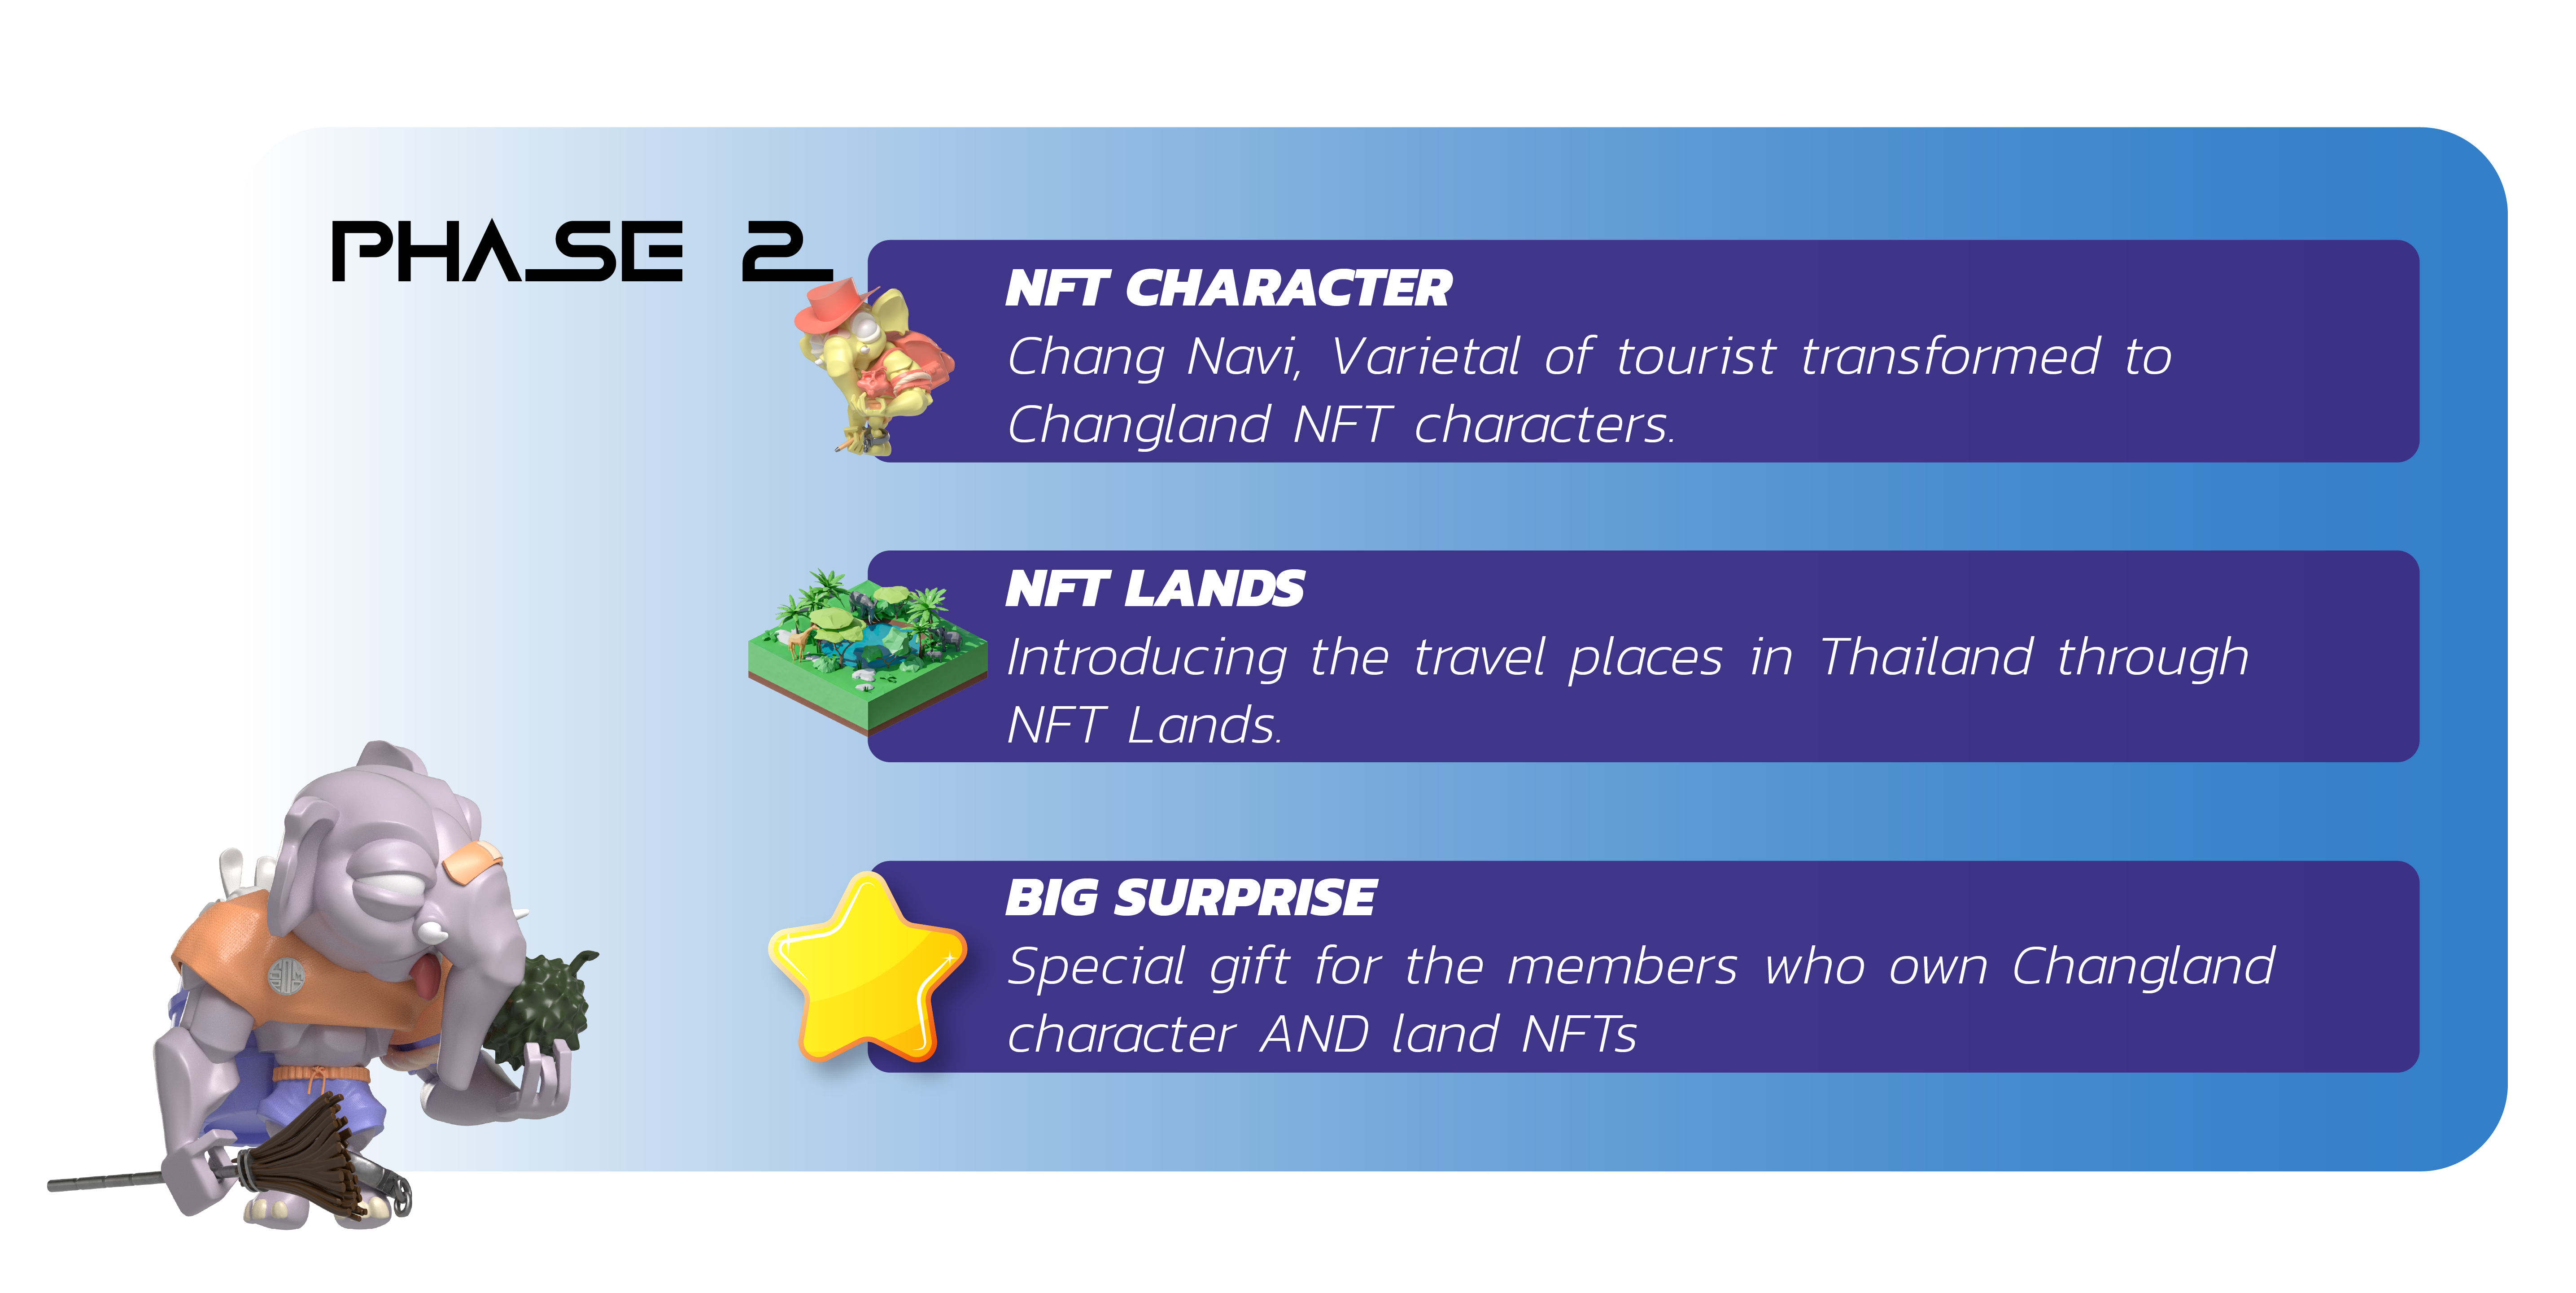 PHASE 2
NFT CHARACTER
Chang Navi, Varietal of tourist transformed to
Changland NFT characters.
NFT LANDS
Introducing the travel places in Thailand through
NFT Lands.
BIG SURPRISE
Special gift for the members who own Changland
character AND land NFTs